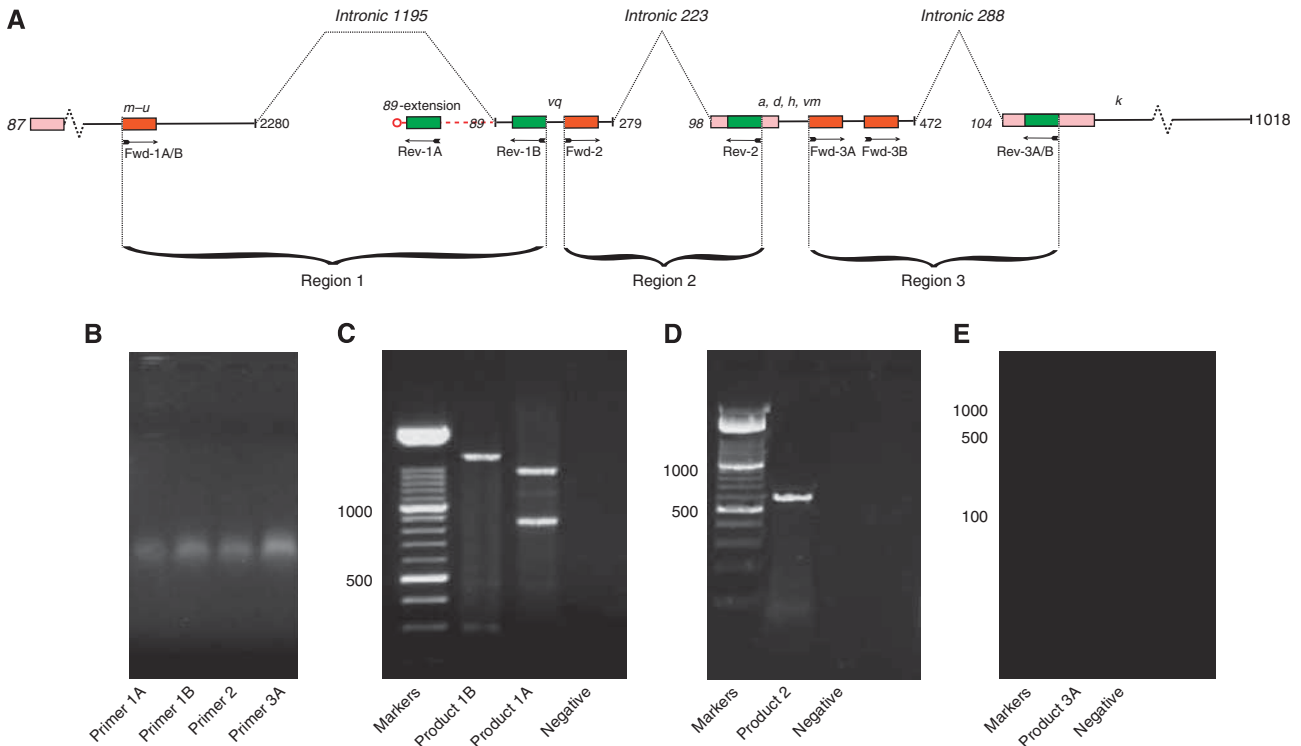 A
Intronic 1195
Intronic 223
Intronic 288
87
m–u
2280
89-extension
89
vq
279
98
a, d, h, vm
472
104
k
1018
Fwd-1A/B
Rev-1A
Rev-1B
Fwd-2
Rev-2
Fwd-3A
Fwd-3B
Rev-3A/B
Region 1
Region 2
Region 3
B
C
D
E
1000
500
1000
500
1000
500
100
Primer 1A
Primer 1B
Primer 2
Primer 3A
Markers
Product 1B
Product 1A
Negative
Markers
Product 2
Negative
Markers
Product 3A
Negative